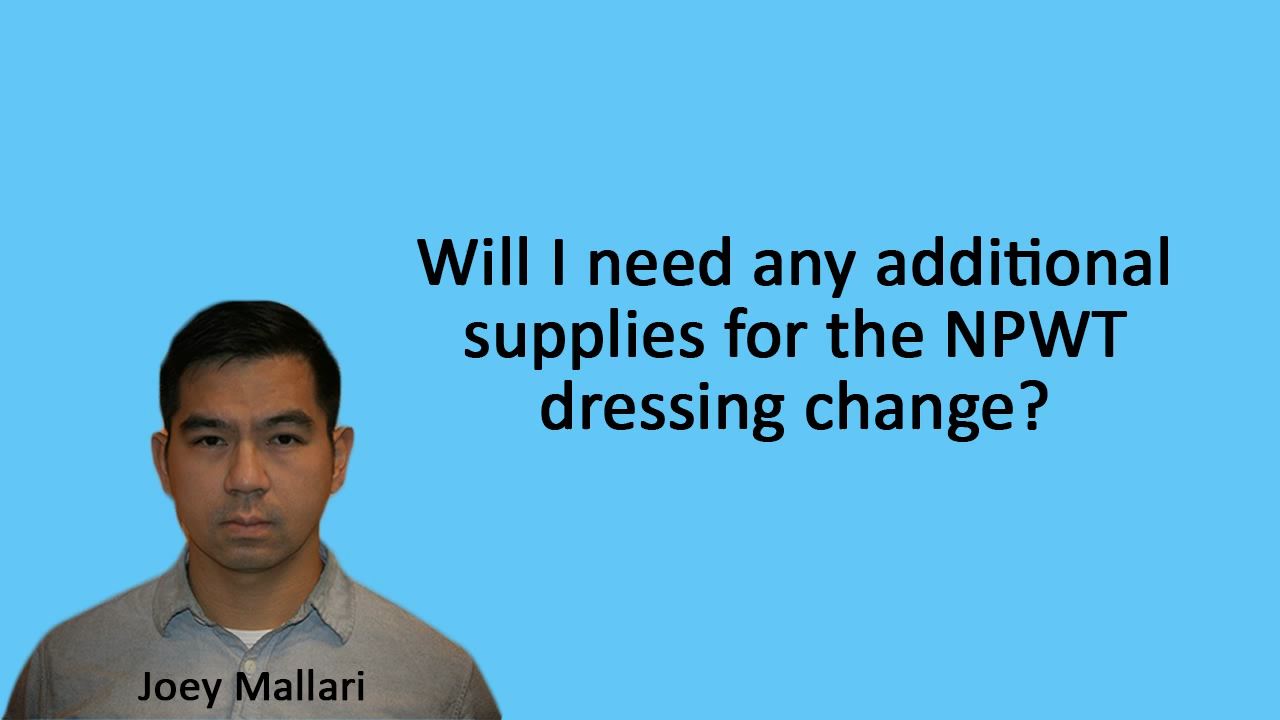 Will I need any additional
supplies for the NPWT
dressing change?
Joey Mallari